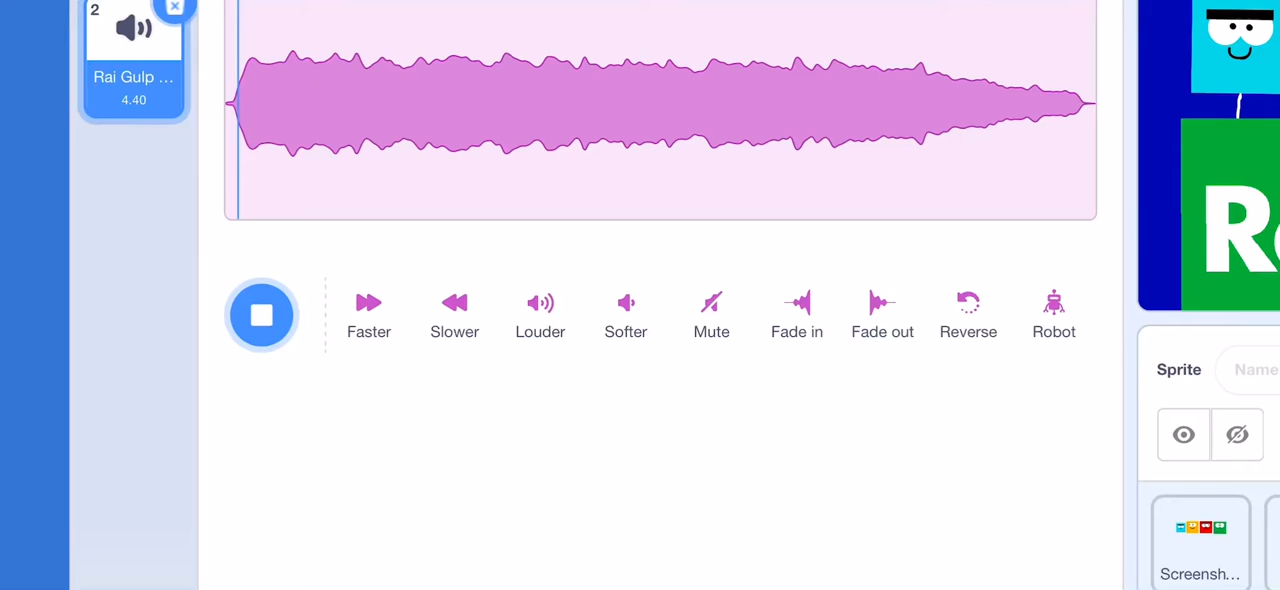 2
Rai Gulp ...
4.40
R
Faster Slower Louder Softer Mute Fade in Fade out Reverse Robot
Sprite Name
Screensh...